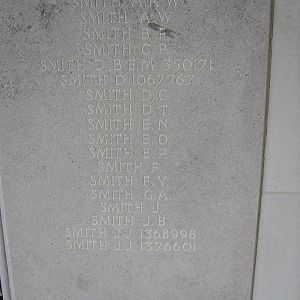 SMITH A.R.W.
SMITH A.W.
SMITH B.F.
SMITH C.P.
SMITH D., B.E.M. 350171
SMITH D. 1067767
SMITH D.C.
SMITH D.T.
SMITH E.N.
SMITH E.O.
SMITH E.P.
SMITH F.
SMITH F.V.
SMITH G.A.
SMITH J.
SMITH J.B.
SMITH J.J. 1368998
SMITH J.J. 1376601